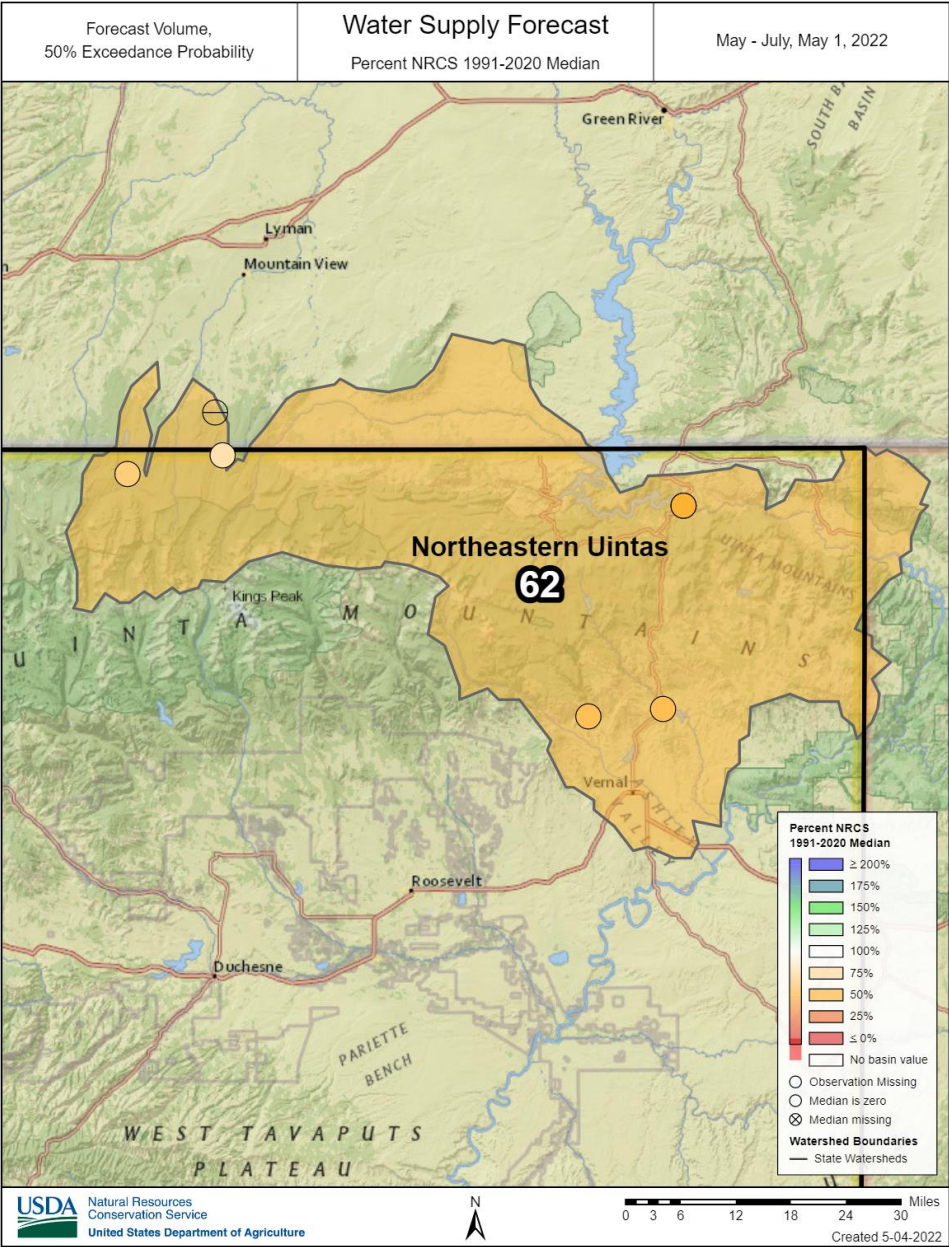 Forecast Volume,
50% Exceedance Probability
Water Supply Forecast
Percent NRCS 1991-2020 Median
May - July, May 1, 2022
Green River
SOUTH
BASIN
Lyman
Mountain View
Northeastern Uintas
62
UINTA MOUNTAINS
Kings Peak
UINTA MOUNTAINS
Vernal
ASHLEY
Roosevelt
Duchesne
PARIETTE
BENCH
WEST TAVAPUTS
PLATEAU
Percent NRCS
1991-2020 Median
≥ 200%
175%
150%
125%
100%
75%
50%
25%
≤ 0%
No basin value
Observation Missing
Median is zero
Median missing
Watershed Boundaries
State Watersheds
USDA
Natural Resources
Conservation Service
United States Department of Agriculture
N
Miles
0 3 6 12 18 24 30
Created 5-04-2022